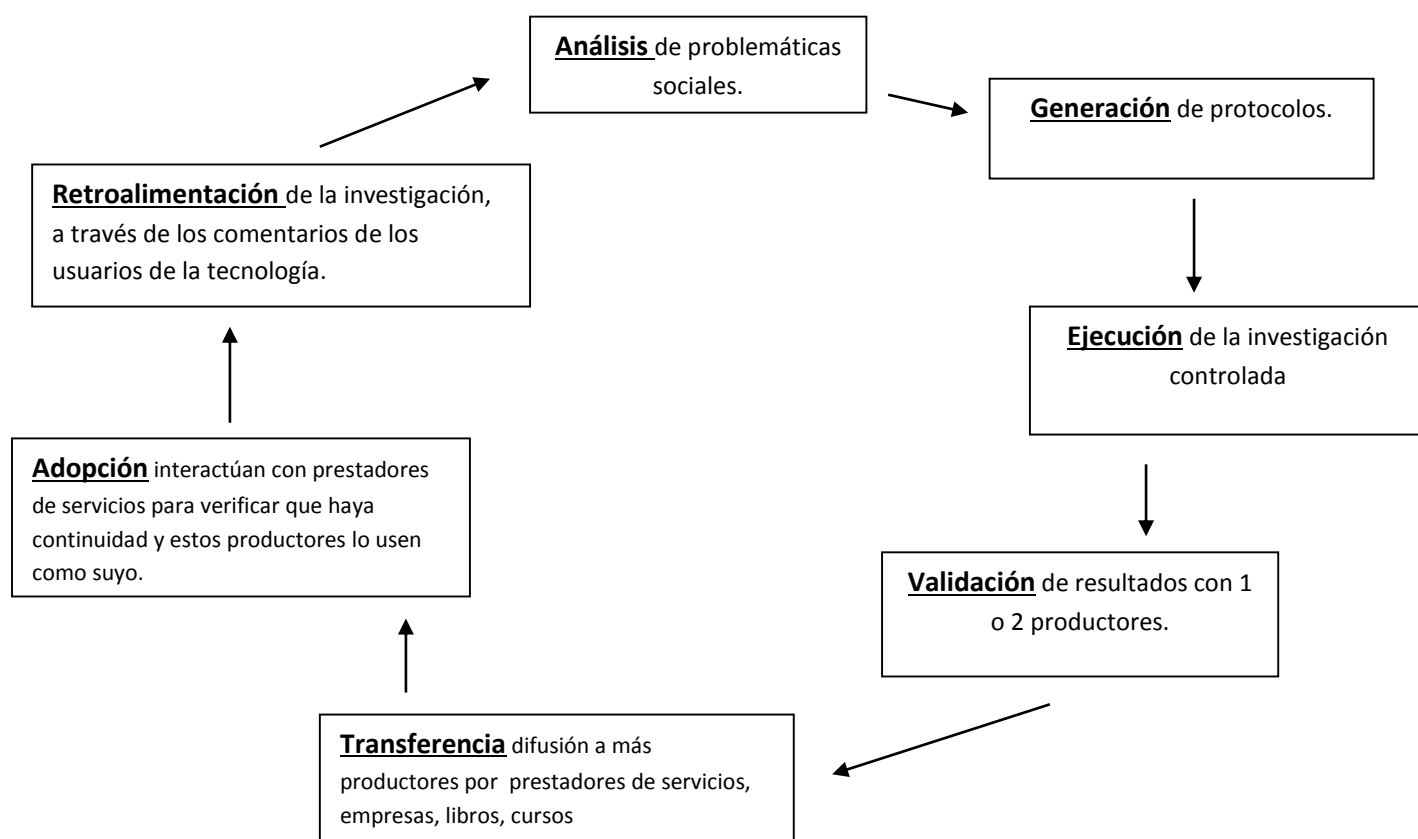 Análisis de problemáticas
sociales.
Generación de protocolos.
Ejecución de la investigación
controlada
Validación de resultados con 1
o 2 productores.
Transferencia difusión a más
productores por prestadores de servicios,
empresas, libros, cursos
Adopción interactúan con prestadores
de servicios para verificar que haya
continuidad y estos productores lo usen
como suyo.
Retroalimentación de la investigación,
a través de los comentarios de los
usuarios de la tecnología.